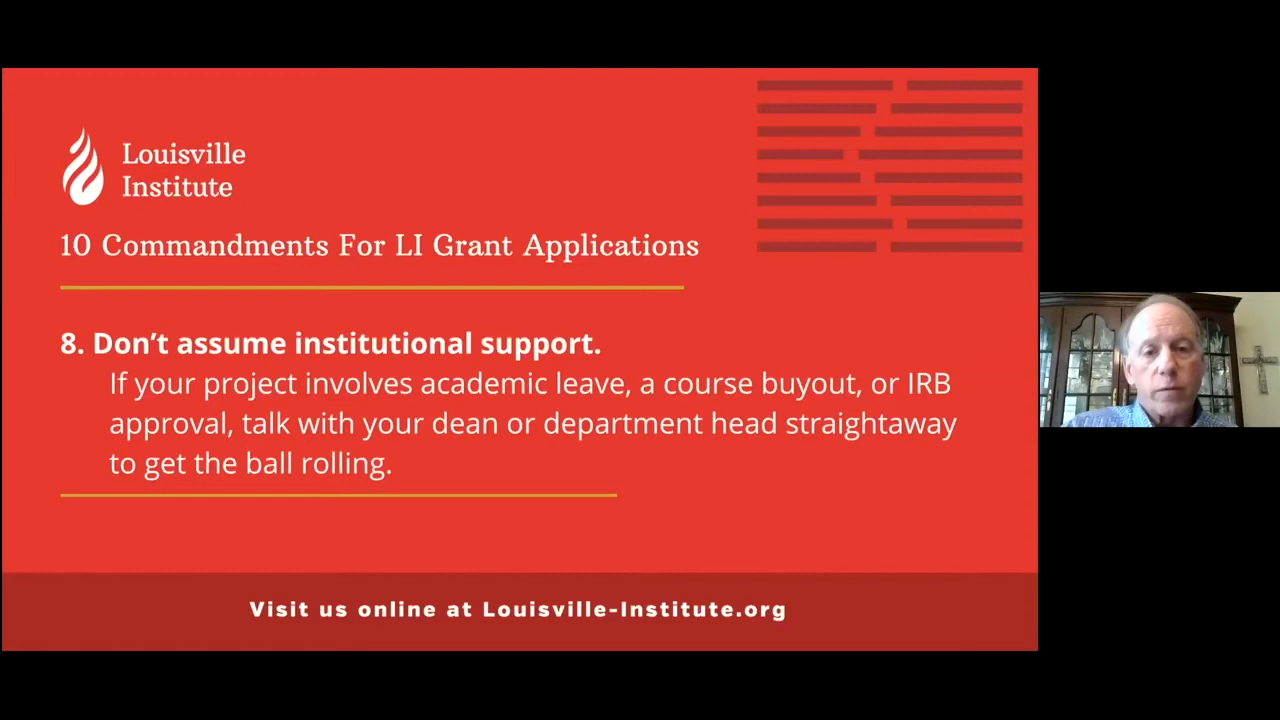 Louisville
Institute
10 Commandments For LI Grant Applications
8. Don’t assume institutional support.
If your project involves academic leave, a course buyout, or IRB
approval, talk with your dean or department head straightaway
to get the ball rolling.
Visit us online at Louisville-Institute.org